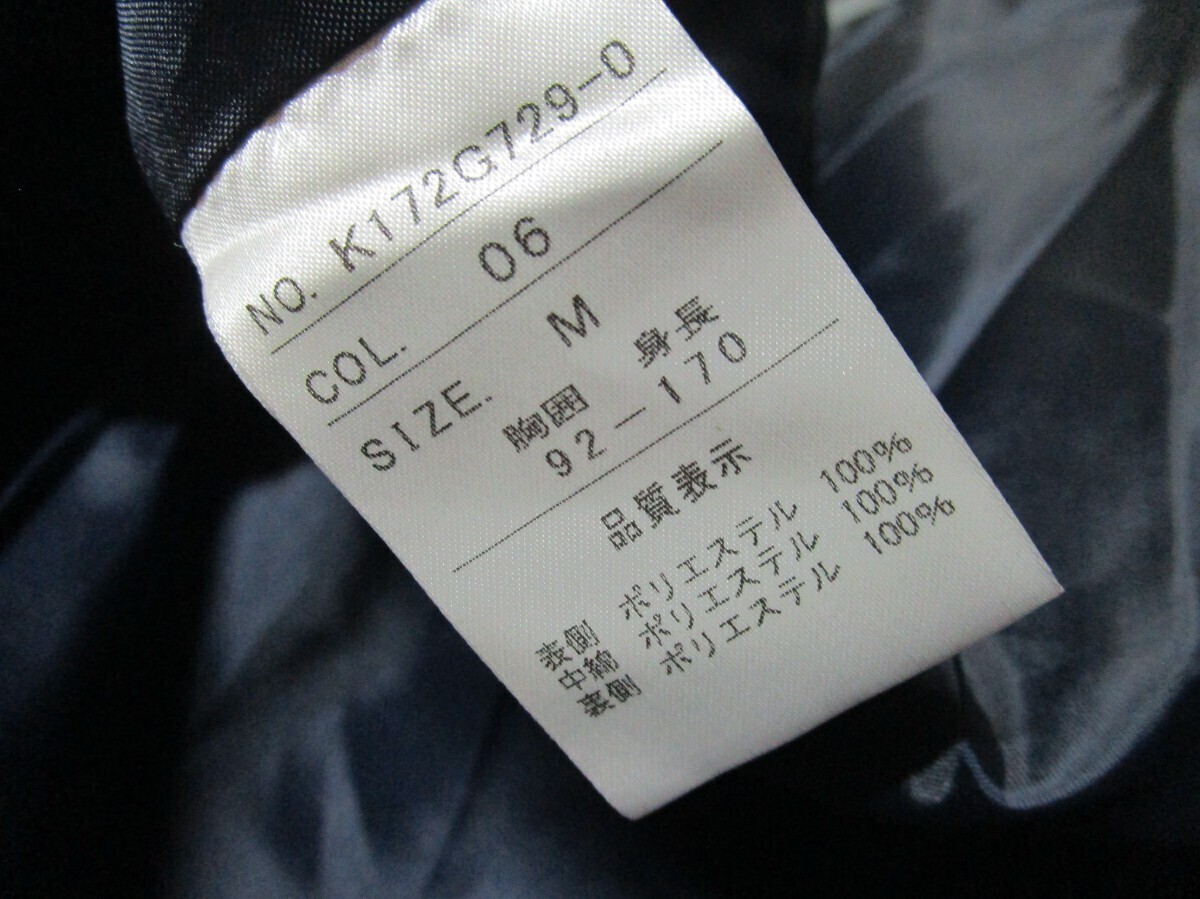 NO. K172G729-0
COL. 06
SIZE. M
胸囲 身長
92-170
品質表示
表側 ポリエステル 100%
中綿 ポリエステル 100%
裏側 ポリエステル 100%